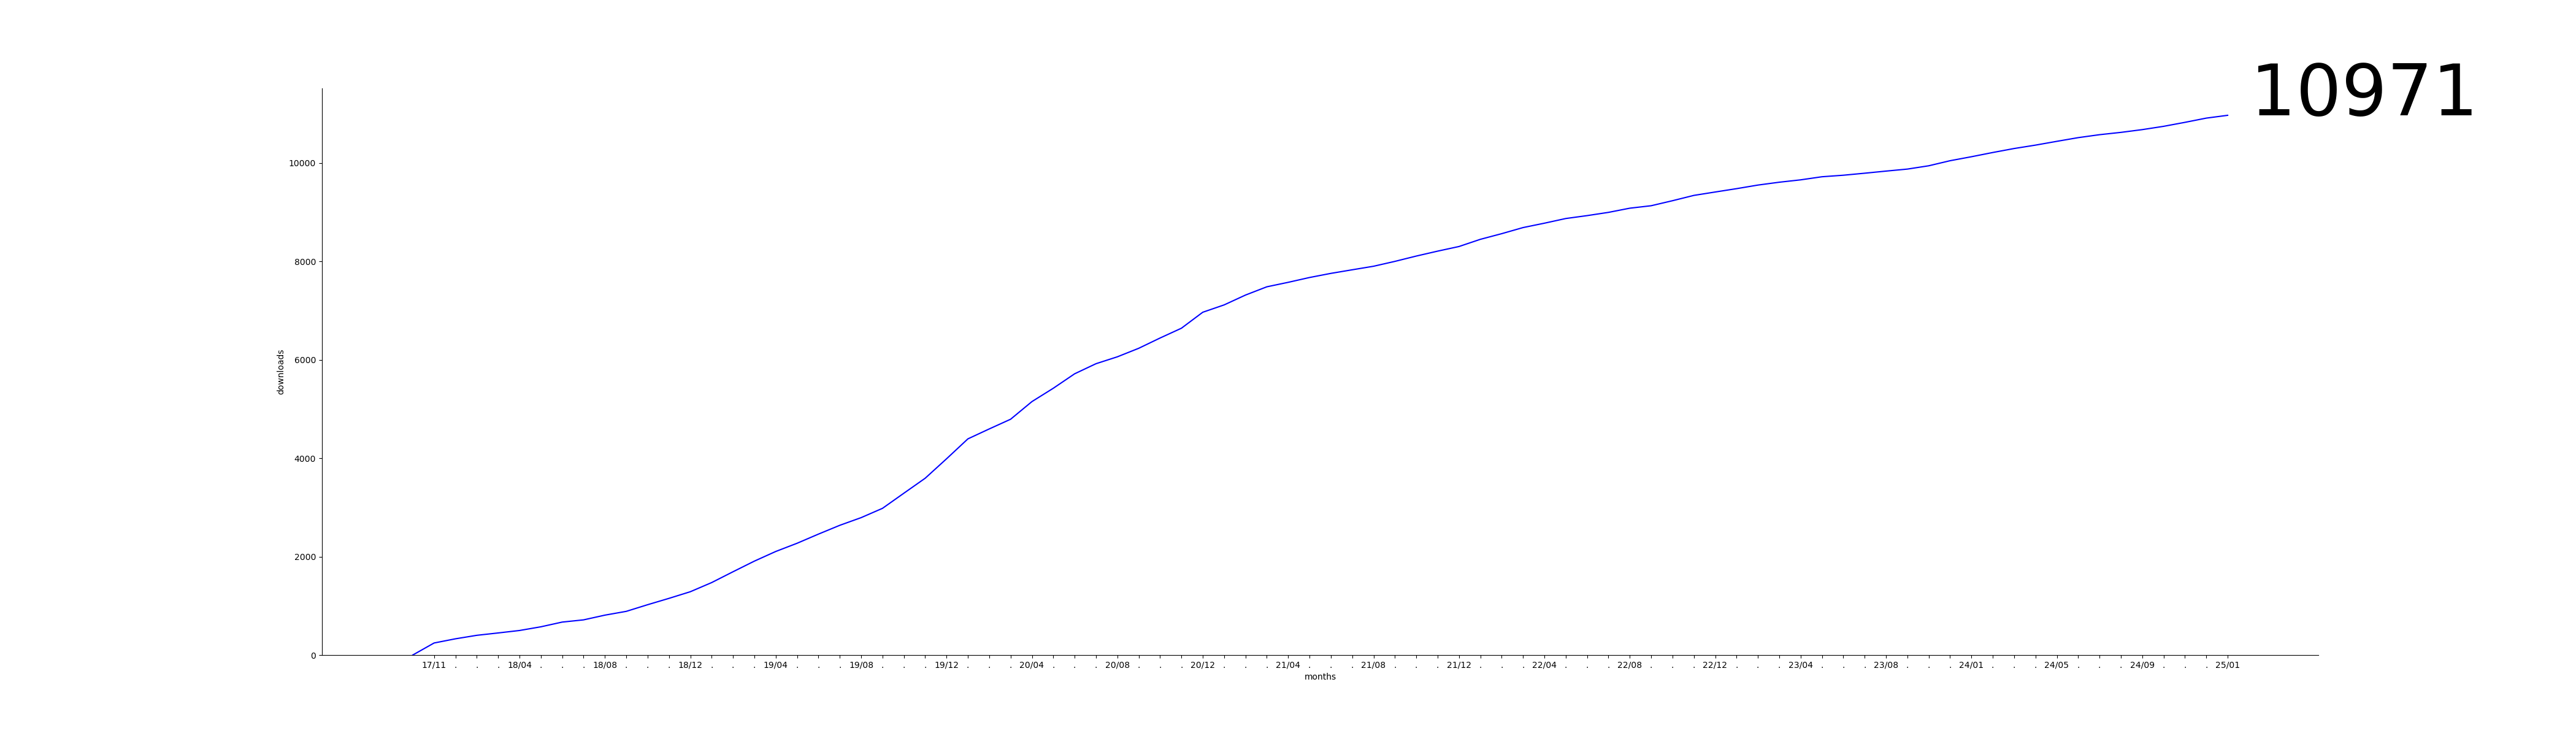 10971
10000
8000
6000
4000
2000
0
downloads
17/11 . . . 18/04 . . . 18/08 . . . 18/12 . . . 19/04 . . . 19/08 . . . 19/12 . . . 20/04 . . . 20/08 . . . 20/12 . . . 21/04 . . . 21/08 . . . 21/12 . . . 22/04 . . . 22/08 . . . 22/12 . . . 23/04 . . . 23/08 . . . 24/01 . . . 24/05 . . . 24/09 . . . 25/01
months